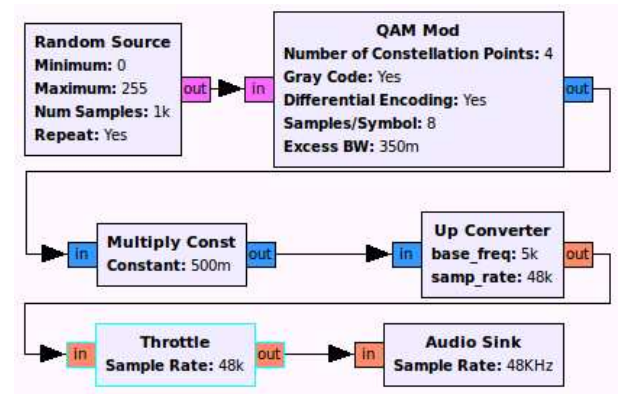 Random Source
Minimum: 0
Maximum: 255
Num Samples: 1k
Repeat: Yes
out
in
QAM Mod
Number of Constellation Points: 4
Gray Code: Yes
Differential Encoding: Yes
Samples/Symbol: 8
Excess BW: 350m
out
in
Multiply Const
Constant: 500m
out
in
Up Converter
base_freq: 5k
samp_rate: 48k
out
in
Throttle
Sample Rate: 48k
out
in
Audio Sink
Sample Rate: 48KHz